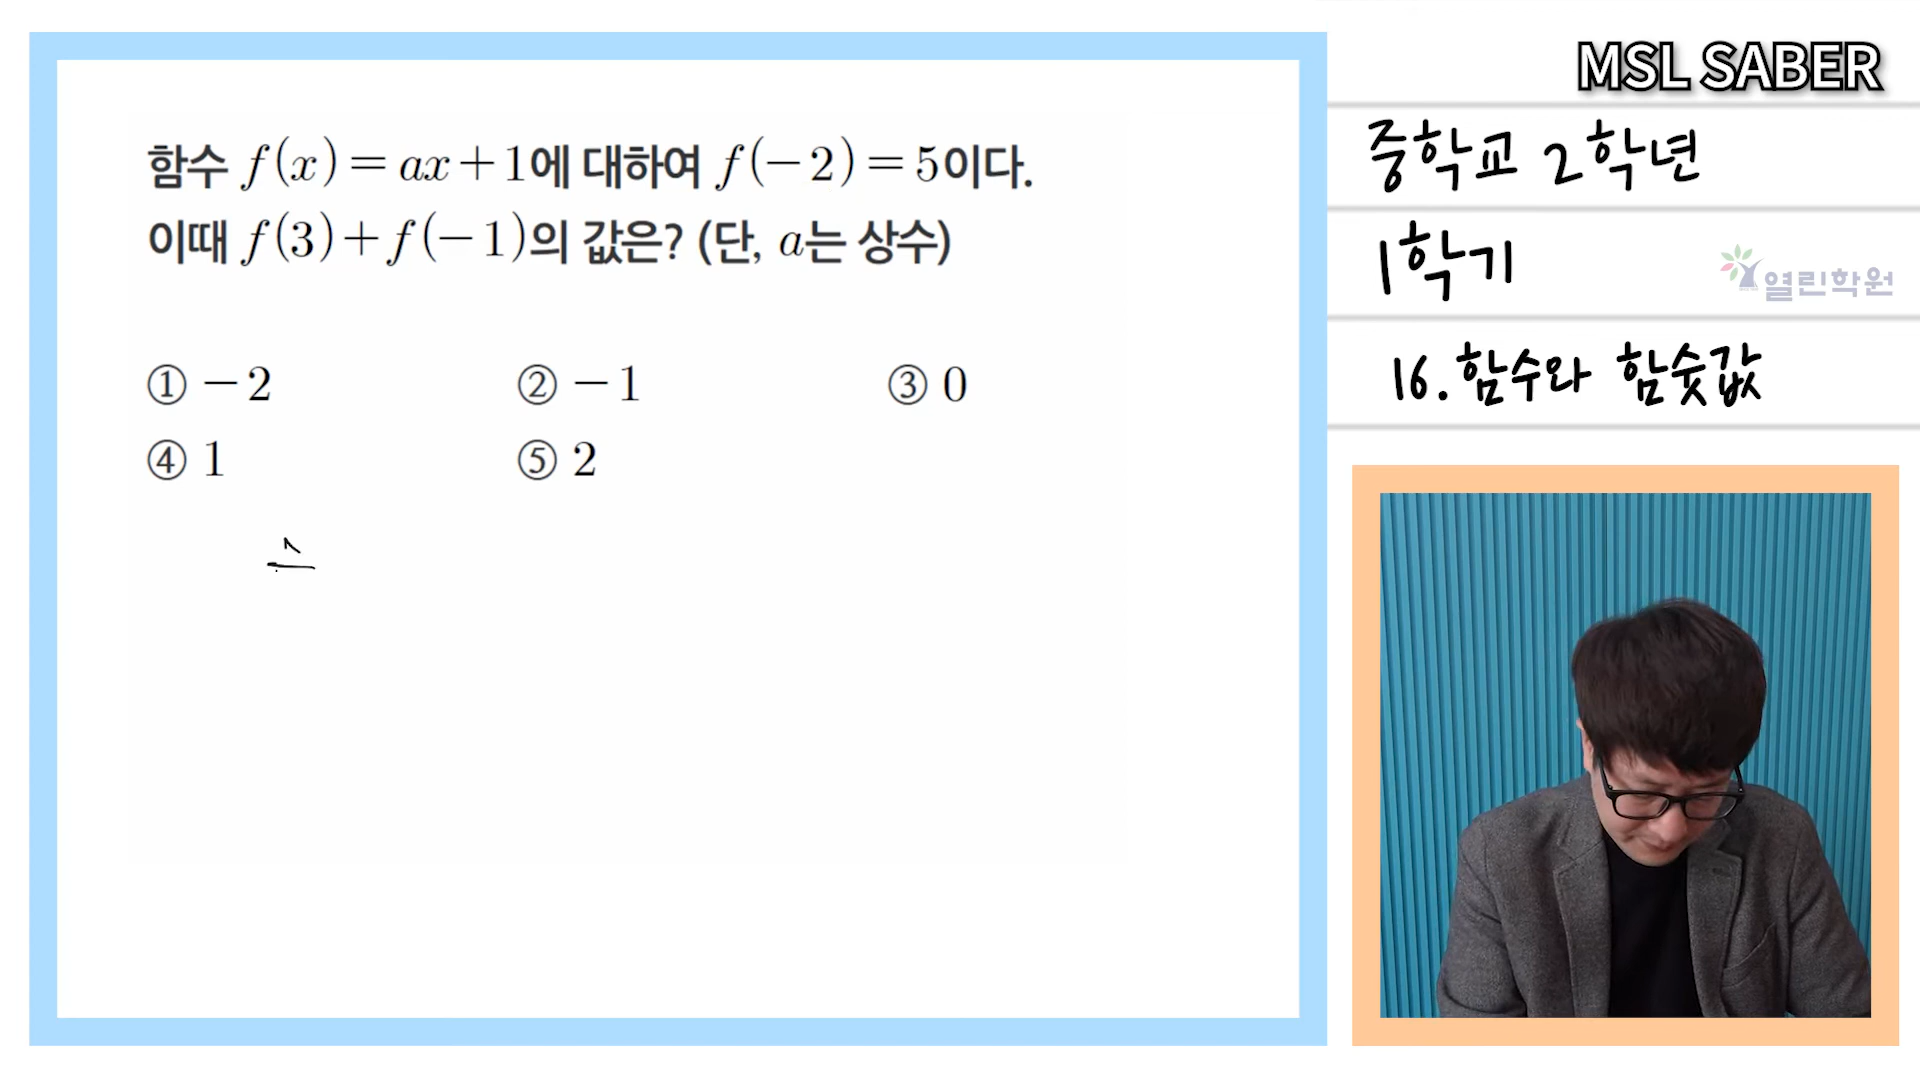 MSL SABER
함수 f(x)=ax+1에 대하여 f(-2)=5이다.
이때 f(3)+f(-1)의 값은? (단, a는 상수)
① -2 ② -1 ③ 0
④ 1 ⑤ 2
중학교 2학년
1학기
열린학원
16. 함수와 함숫값